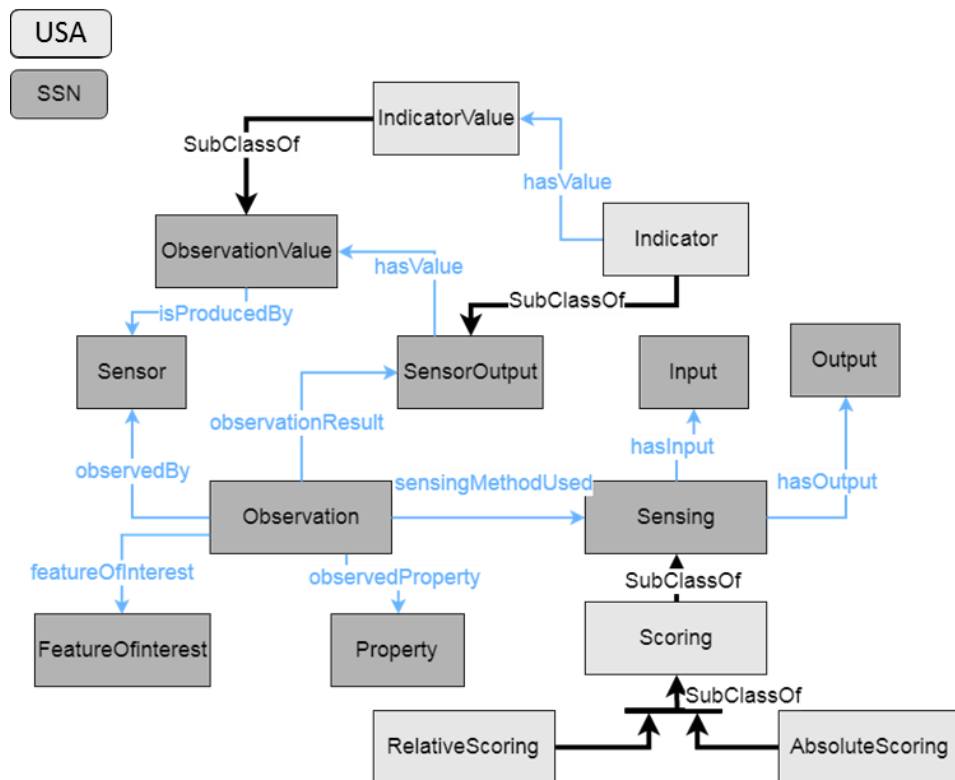 USA
SSN
IndicatorValue
SubClassOf
hasValue
Indicator
ObservationValue
hasValue
SubClassOf
isProducedBy
Sensor
SensorOutput
Input
Output
observationResult
hasInput
observedBy
sensingMethodUsed
hasOutput
Observation
Sensing
featureOfInterest
observedProperty
SubClassOf
FeatureOfinterest
Property
Scoring
SubClassOf
RelativeScoring
AbsoluteScoring